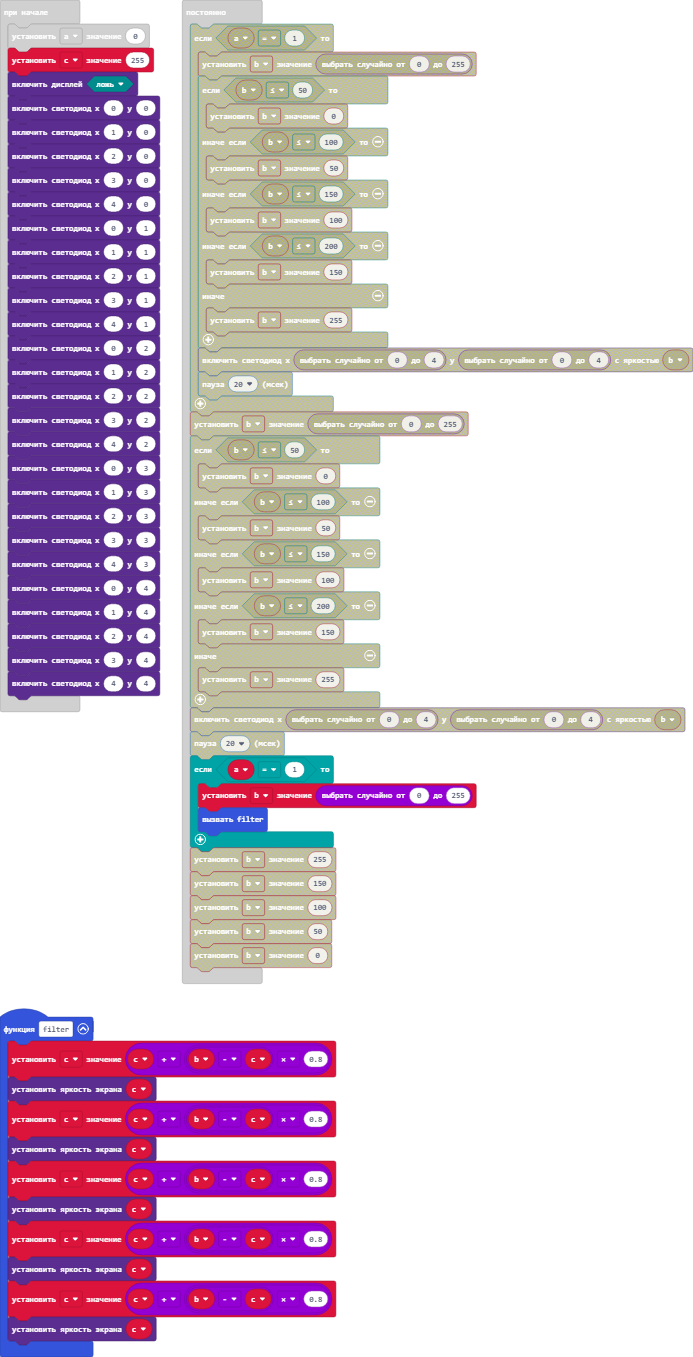 при начале
установить a значение 0
установить c значение 255
включить дисплей ложь
включить светодиод x 0 y 0
включить светодиод x 1 y 0
включить светодиод x 2 y 0
включить светодиод x 3 y 0
включить светодиод x 4 y 0
включить светодиод x 0 y 1
включить светодиод x 1 y 1
включить светодиод x 2 y 1
включить светодиод x 3 y 1
включить светодиод x 4 y 1
включить светодиод x 0 y 2
включить светодиод x 1 y 2
включить светодиод x 2 y 2
включить светодиод x 3 y 2
включить светодиод x 4 y 2
включить светодиод x 0 y 3
включить светодиод x 1 y 3
включить светодиод x 2 y 3
включить светодиод x 3 y 3
включить светодиод x 4 y 3
включить светодиод x 0 y 4
включить светодиод x 1 y 4
включить светодиод x 2 y 4
включить светодиод x 3 y 4
включить светодиод x 4 y 4
постоянно
если a = 1 то
установить b значение выбрать случайно от 0 до 255
если b ≤ 50 то
установить b значение 0
иначе если b ≤ 100 то
установить b значение 50
иначе если b ≤ 150 то
установить b значение 100
иначе если b ≤ 200 то
установить b значение 150
иначе
установить b значение 255
включить светодиод x выбрать случайно от 0 до 4 y выбрать случайно от 0 до 4 с яркостью b
пауза 20 (мсек)
установить b значение выбрать случайно от 0 до 255
если b ≤ 50 то
установить b значение 0
иначе если b ≤ 100 то
установить b значение 50
иначе если b ≤ 150 то
установить b значение 100
иначе если b ≤ 200 то
установить b значение 150
иначе
установить b значение 255
включить светодиод x выбрать случайно от 0 до 4 y выбрать случайно от 0 до 4 с яркостью b
пауза 20 (мсек)
если a = 1 то
установить b значение выбрать случайно от 0 до 255
вызвать filter
установить b значение 255
установить b значение 150
установить b значение 100
установить b значение 50
установить b значение 0
функция filter
установить c значение c + b - c × 0.8
установить яркость экрана c
установить c значение c + b - c × 0.8
установить яркость экрана c
установить c значение c + b - c × 0.8
установить яркость экрана c
установить c значение c + b - c × 0.8
установить яркость экрана c
установить c значение c + b - c × 0.8
установить яркость экрана c